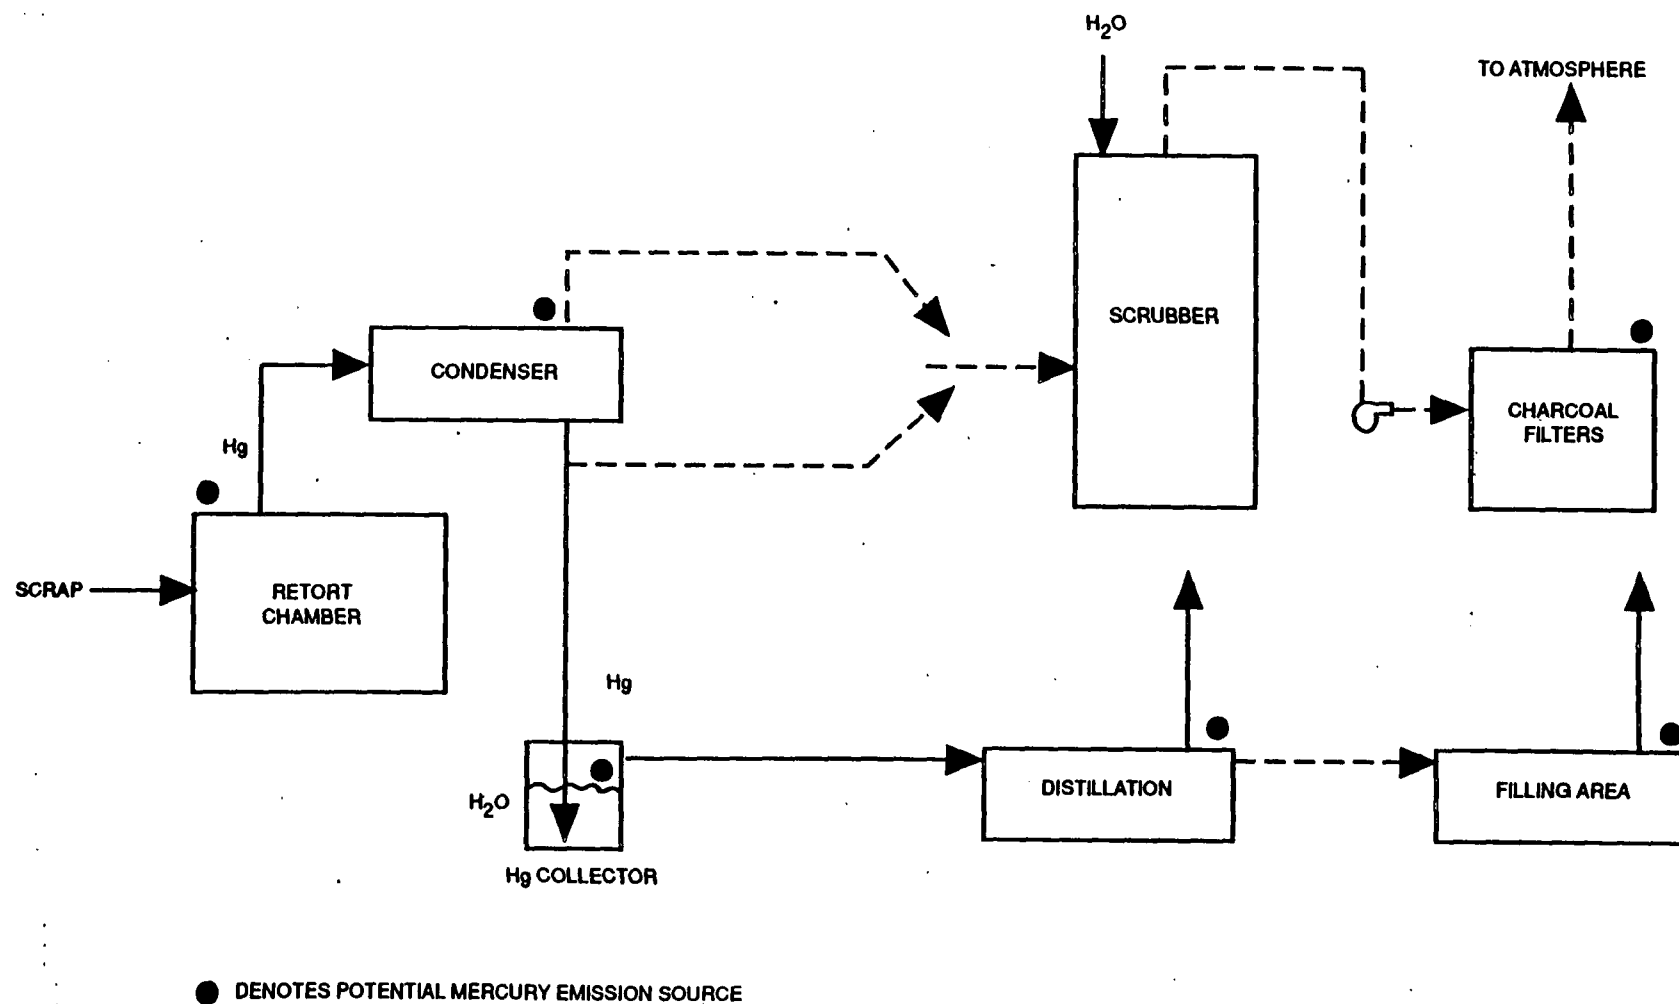 H2O
TO ATMOSPHERE
SCRUBBER
CONDENSER
CHARCOAL
FILTERS
Hg
SCRAP
RETORT
CHAMBER
Hg
DISTILLATION
FILLING AREA
H2O
Hg COLLECTOR
DENOTES POTENTIAL MERCURY EMISSION SOURCE